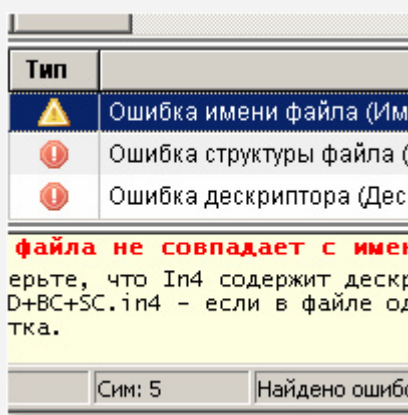 Тип
Ошибка имени файла (Им
Ошибка структуры файла (
Ошибка дескриптора (Дес
файла не совпадает с имен
ерьте, что In4 содержит дескр
D+BC+SC.in4 - если в файле од
тка.
Сим: 5 Найдено ошибо